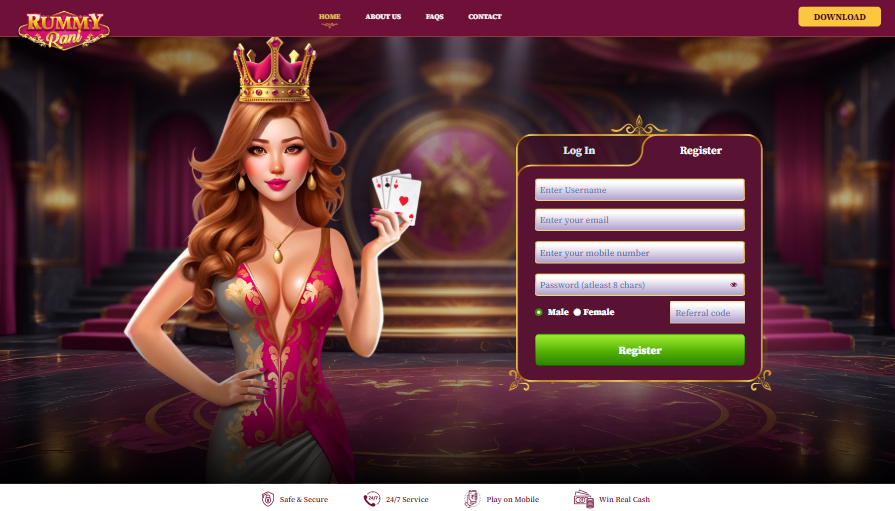 RUMMY
Rani
HOME
ABOUT US
FAQS
CONTACT
DOWNLOAD
Log In
Register
Enter Username
Enter your email
Enter your mobile number
Password (atleast 8 chars)
Male
Female
Referral code
Register
Safe & Secure
24/7
24/7 Service
Play on Mobile
Win Real Cash